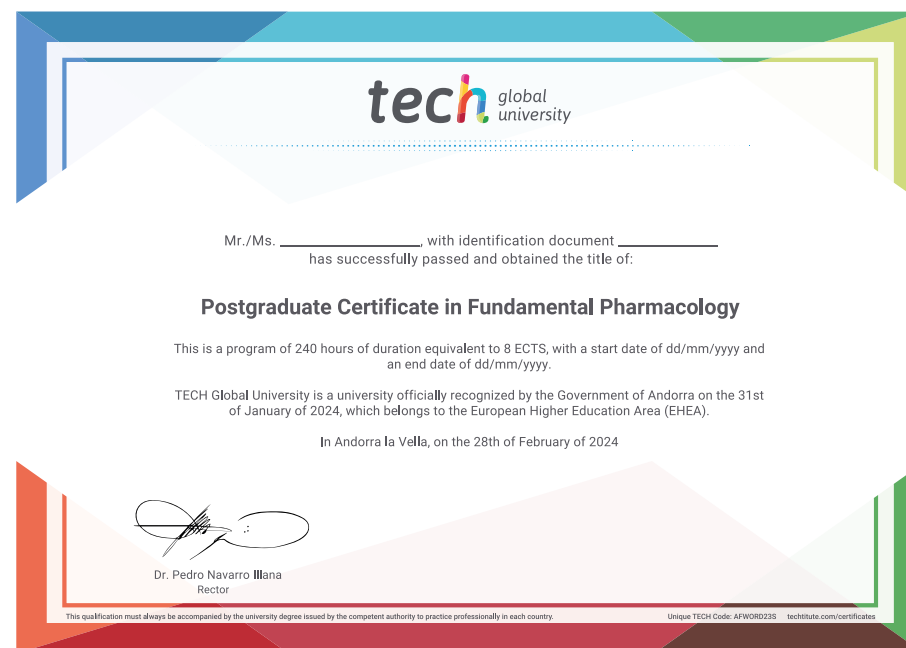 tech global
university
Mr./Ms. ____________, with identification document ____________
has successfully passed and obtained the title of:
Postgraduate Certificate in Fundamental Pharmacology
This is a program of 240 hours of duration equivalent to 8 ECTS, with a start date of dd/mm/yyyy and
an end date of dd/mm/yyyy.
TECH Global University is a university officially recognized by the Government of Andorra on the 31st
of January of 2024, which belongs to the European Higher Education Area (EHEA).
In Andorra la Vella, on the 28th of February of 2024
Dr. Pedro Navarro Illana
Rector
This qualification must always be accompanied by the university degree issued by the competent authority to practice professionally in each country.
Unique TECH Code: AFWORD23S techtitute.com/certificates